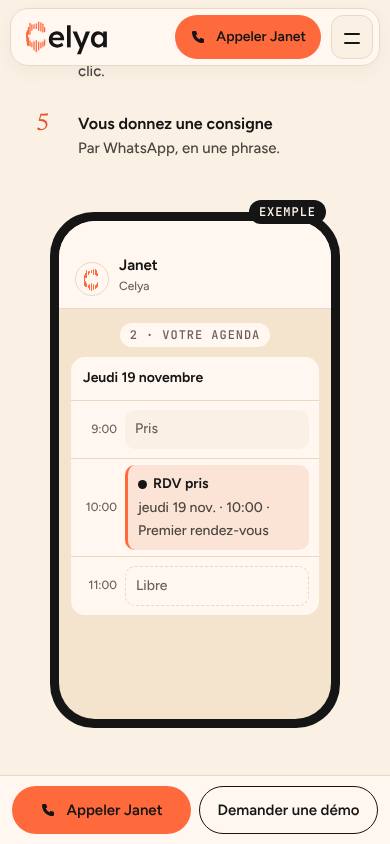 Celya
Appeler Janet
clic.
5
Vous donnez une consigne
Par WhatsApp, en une phrase.
EXEMPLE
Janet
Celya
2 · VOTRE AGENDA
Jeudi 19 novembre
9:00
Pris
10:00
RDV pris
jeudi 19 nov. · 10:00 ·
Premier rendez-vous
11:00
Libre
Appeler Janet
Demander une démo